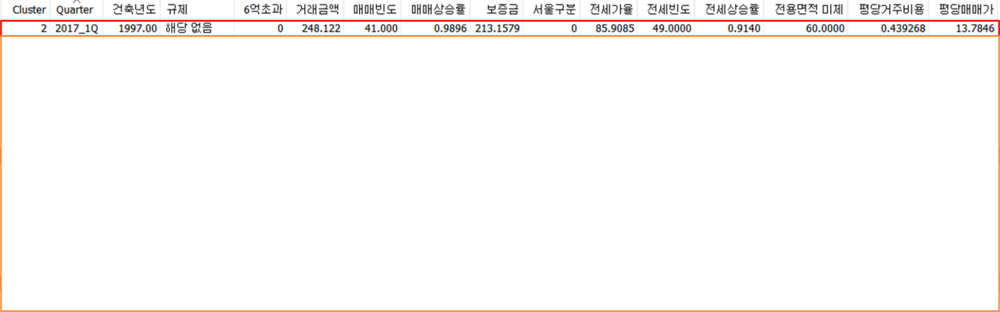 Cluster Quarter 건축년도 규제 6억초과 거래금액 매매빈도 매매상승률 보증금 서울구분 전세가율 전세빈도 전세상승률 전용면적 미제 평당거주비용 평당매매가
2 2017_1Q 1997.00 해당 없음 0 248.122 41.000 0.9896 213.1579 0 85.9085 49.0000 0.9140 60.0000 0.439268 13.7846